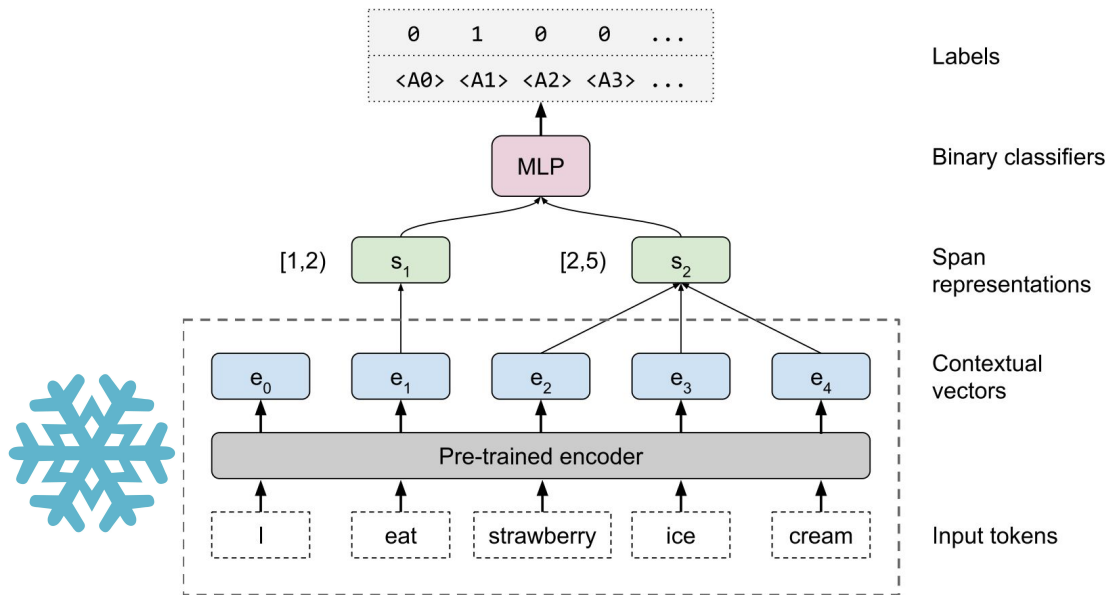 0 1 0 0 ...
<A0> <A1> <A2> <A3> ...
Labels
MLP
Binary classifiers
[1,2)
s1
[2,5)
s2
Span
representations
e0
e1
e2
e3
e4
Contextual
vectors
Pre-trained encoder
I
eat
strawberry
ice
cream
Input tokens